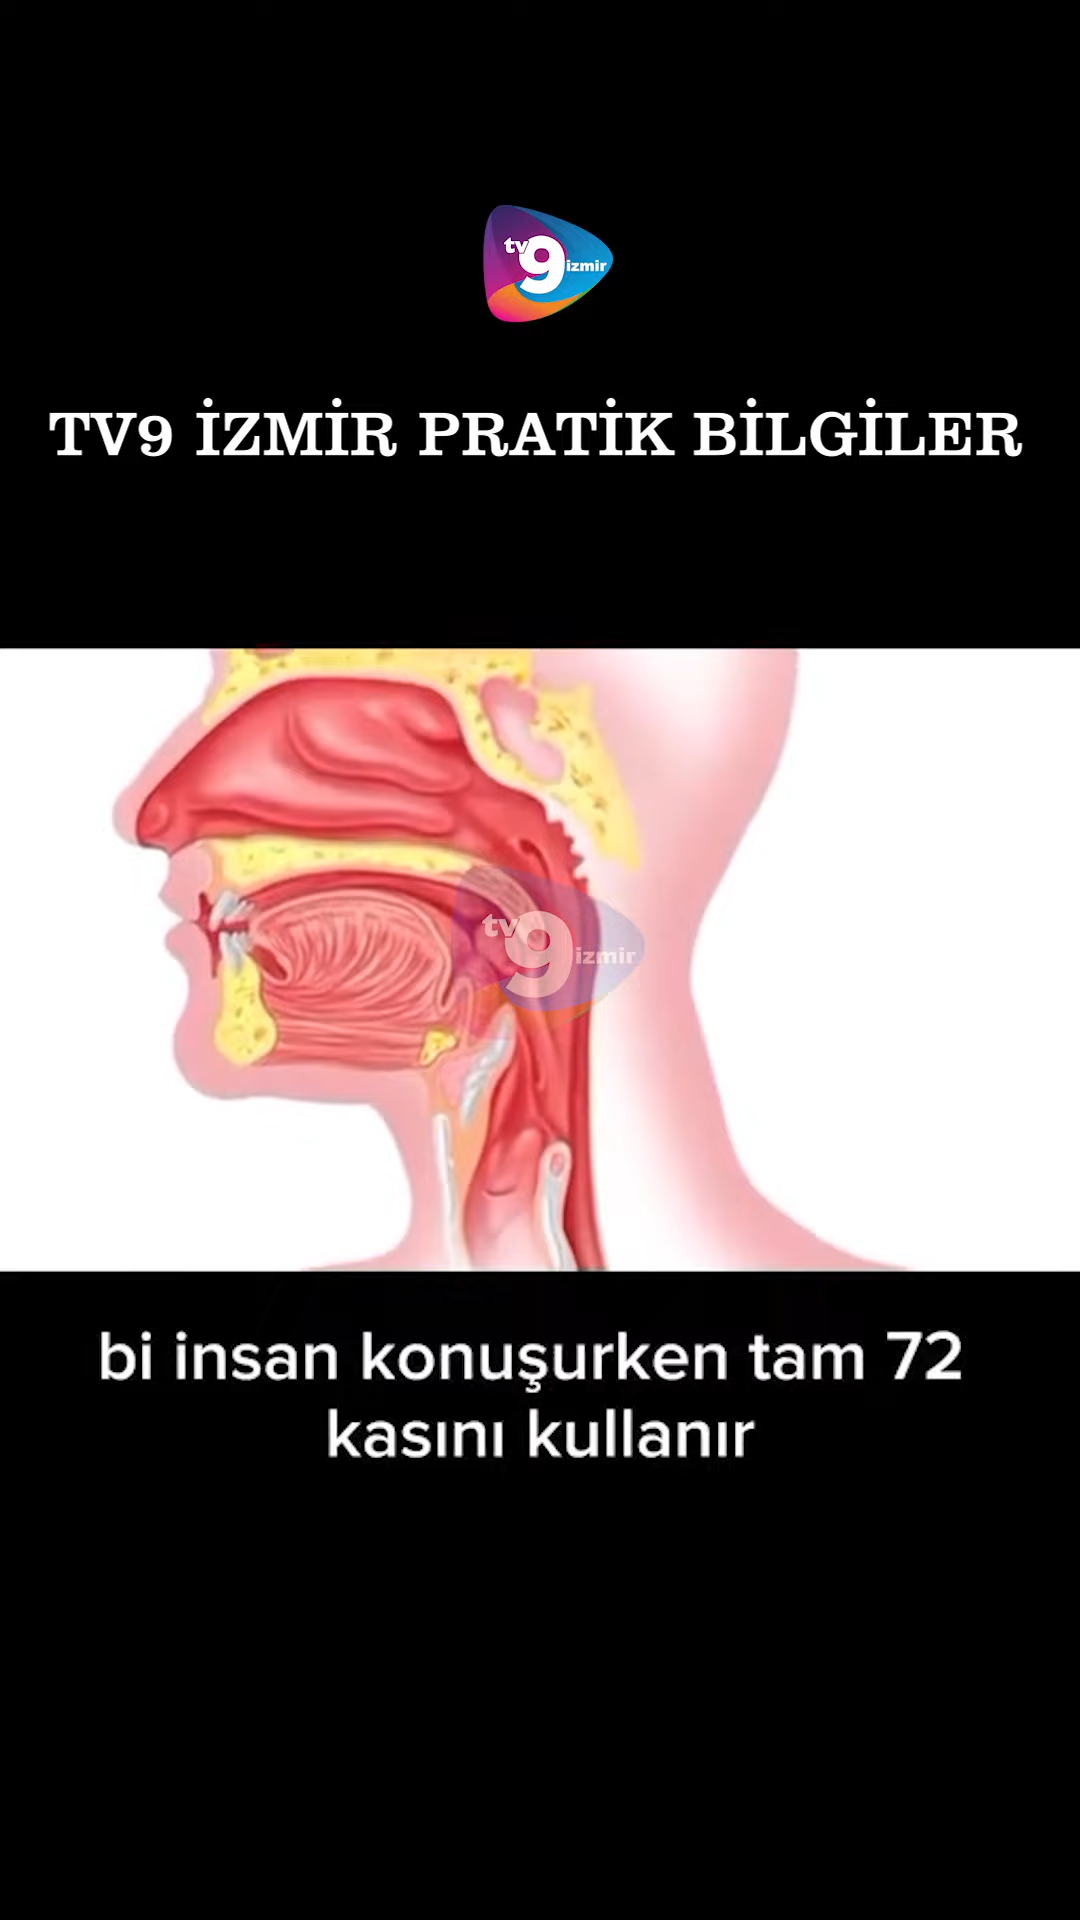 tv9 izmir
TV9 İZMİR PRATİK BİLGİLER
tv9 izmir
bi insan konuşurken tam 72
kasını kullanır